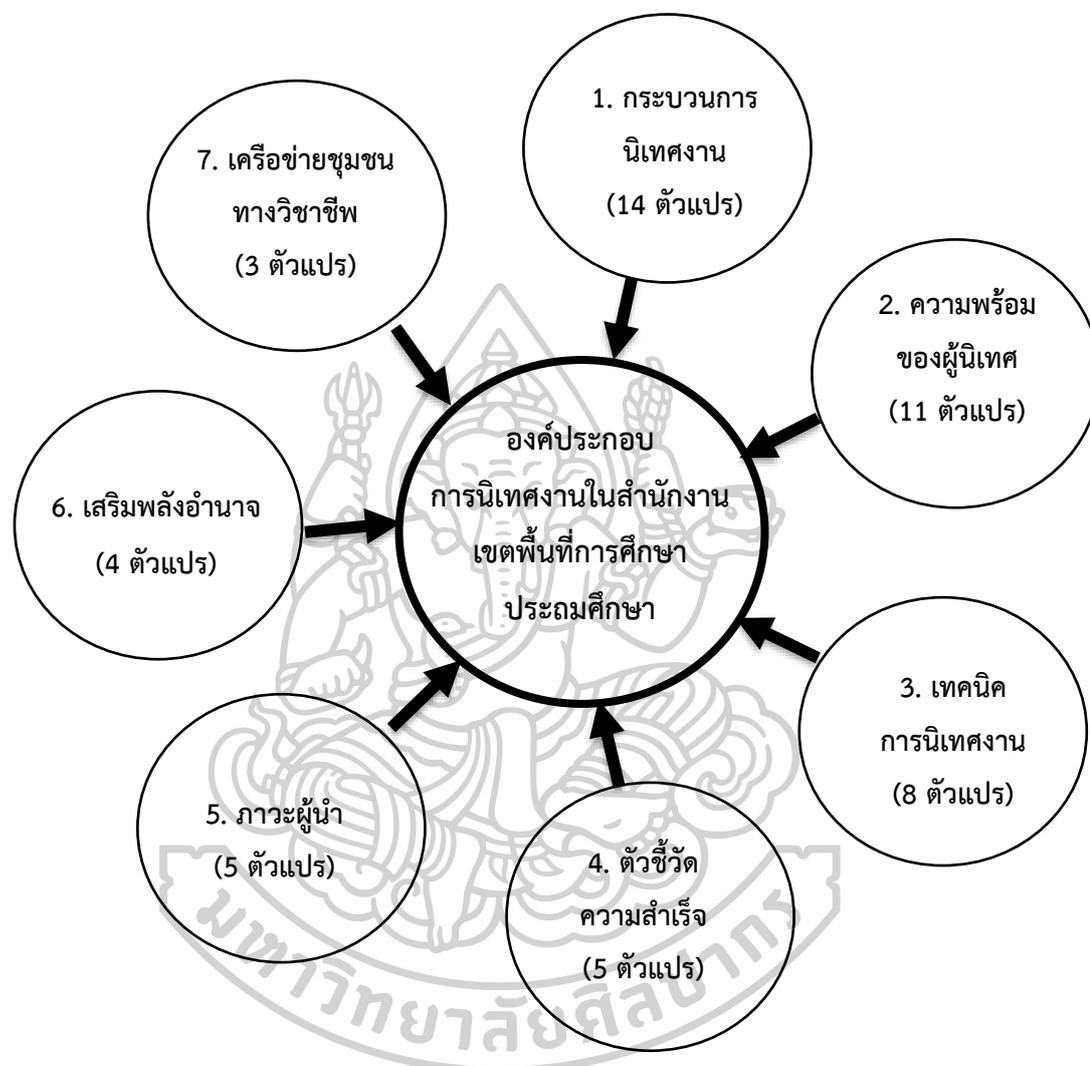 1. กระบวนการ
นิเทศงาน
(14 ตัวแปร)
2. ความพร้อม
ของผู้นิเทศ
(11 ตัวแปร)
3. เทคนิค
การนิเทศงาน
(8 ตัวแปร)
4. ตัวชี้วัด
ความสำเร็จ
(5 ตัวแปร)
5. ภาวะผู้นำ
(5 ตัวแปร)
6. เสริมพลังอำนาจ
(4 ตัวแปร)
7. เครือข่ายชุมชน
ทางวิชาชีพ
(3 ตัวแปร)
องค์ประกอบ
การนิเทศงานในสำนักงาน
เขตพื้นที่การศึกษา
ประถมศึกษา
มหาวิทยาลัยศิลปากร